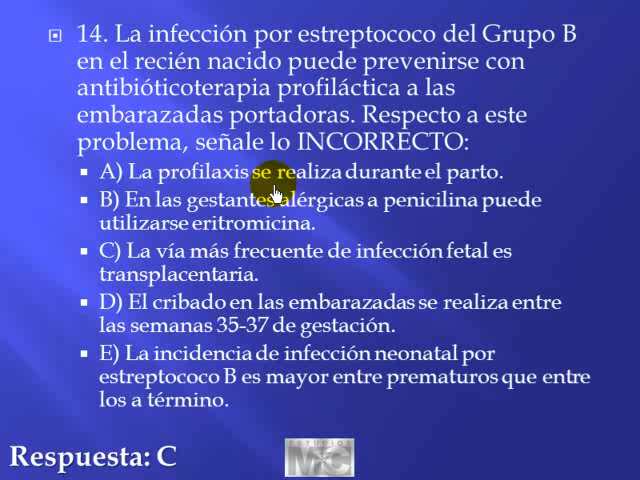 14. La infección por estreptococo del Grupo B
en el recién nacido puede prevenirse con
antibióticoterapia profiláctica a las
embarazadas portadoras. Respecto a este
problema, señale lo INCORRECTO:
A) La profilaxis se realiza durante el parto.
B) En las gestantes alérgicas a penicilina puede
utilizarse eritromicina.
C) La vía más frecuente de infección fetal es
transplacentaria.
D) El cribado en las embarazadas se realiza entre
las semanas 35-37 de gestación.
E) La incidencia de infección neonatal por
estreptococo B es mayor entre prematuros que entre
los a término.
Respuesta: C
ESTUDIOS